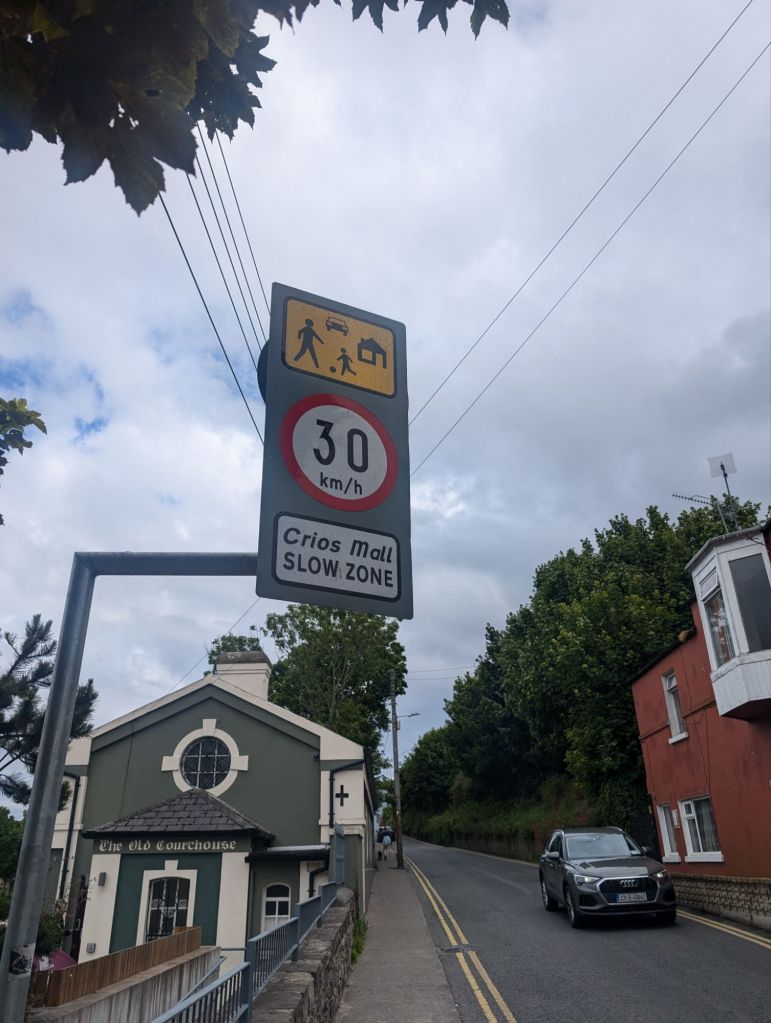 30
km/h
Crios Mall
SLOW ZONE
The Old Courthouse